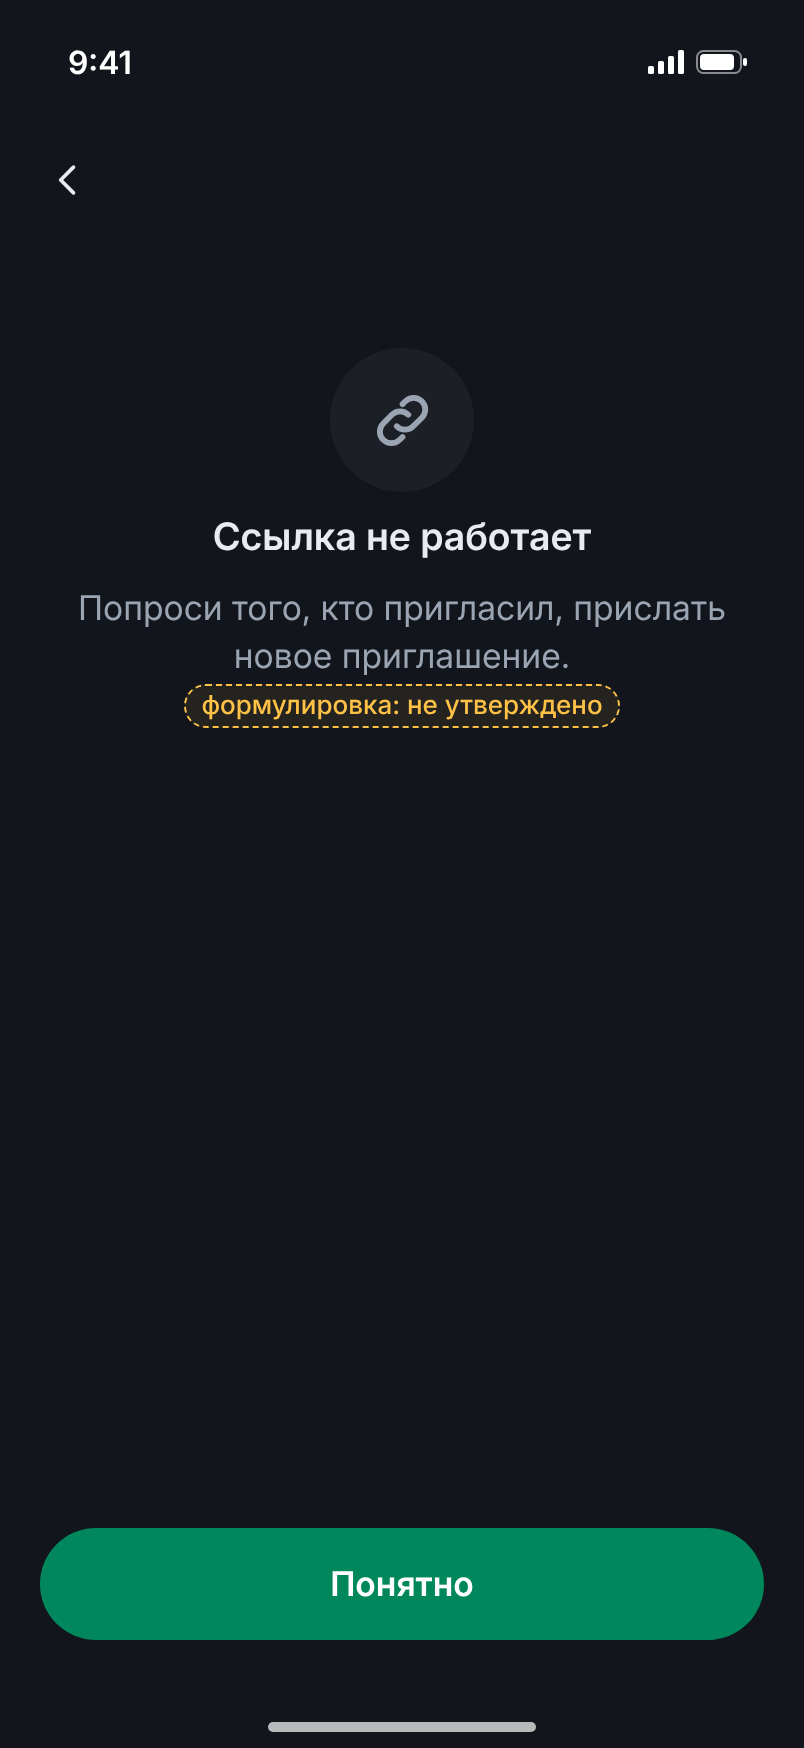 9:41
Ссылка не работает
Попроси того, кто пригласил, прислать
новое приглашение.
формулировка: не утверждено
Понятно